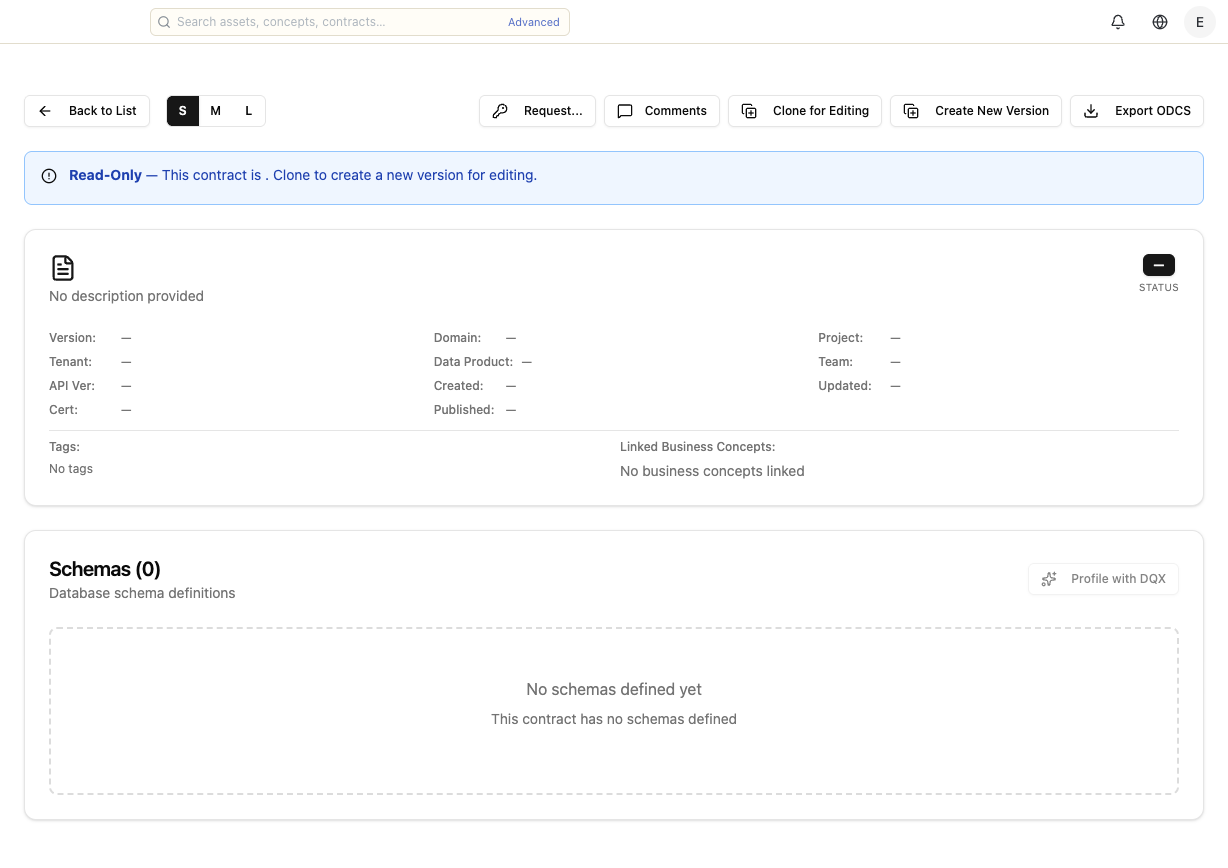 Search assets, concepts, contracts... Advanced E
Back to List S M L Request... Comments Clone for Editing Create New Version Export ODCS
Read-Only — This contract is . Clone to create a new version for editing.
—
STATUS
No description provided
Version: — Domain: — Project: —
Tenant: — Data Product: — Team: —
API Ver: — Created: — Updated: —
Cert: — Published: —
Tags: Linked Business Concepts:
No tags No business concepts linked
Schemas (0)
Database schema definitions
Profile with DQX
No schemas defined yet
This contract has no schemas defined